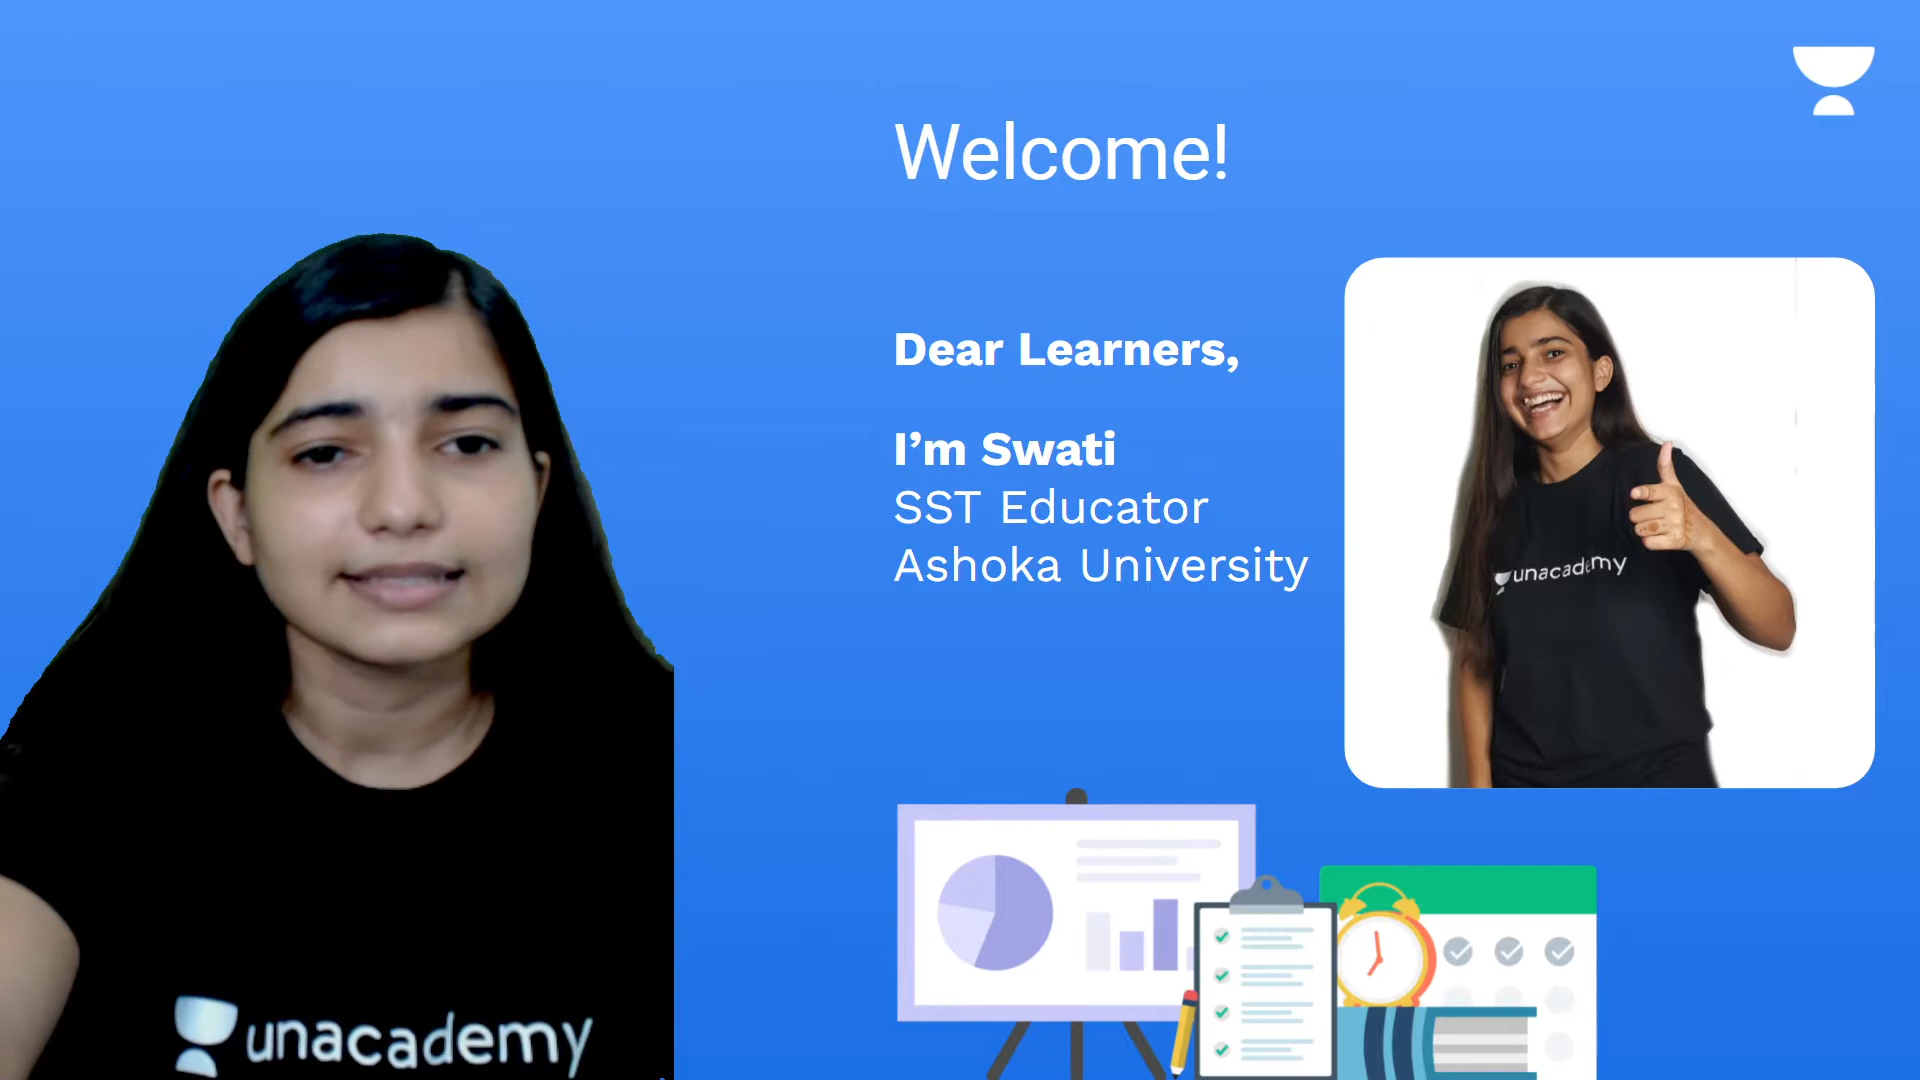 Welcome!
Dear Learners,
I’m Swati
SST Educator
Ashoka University
unacademy
unacademy